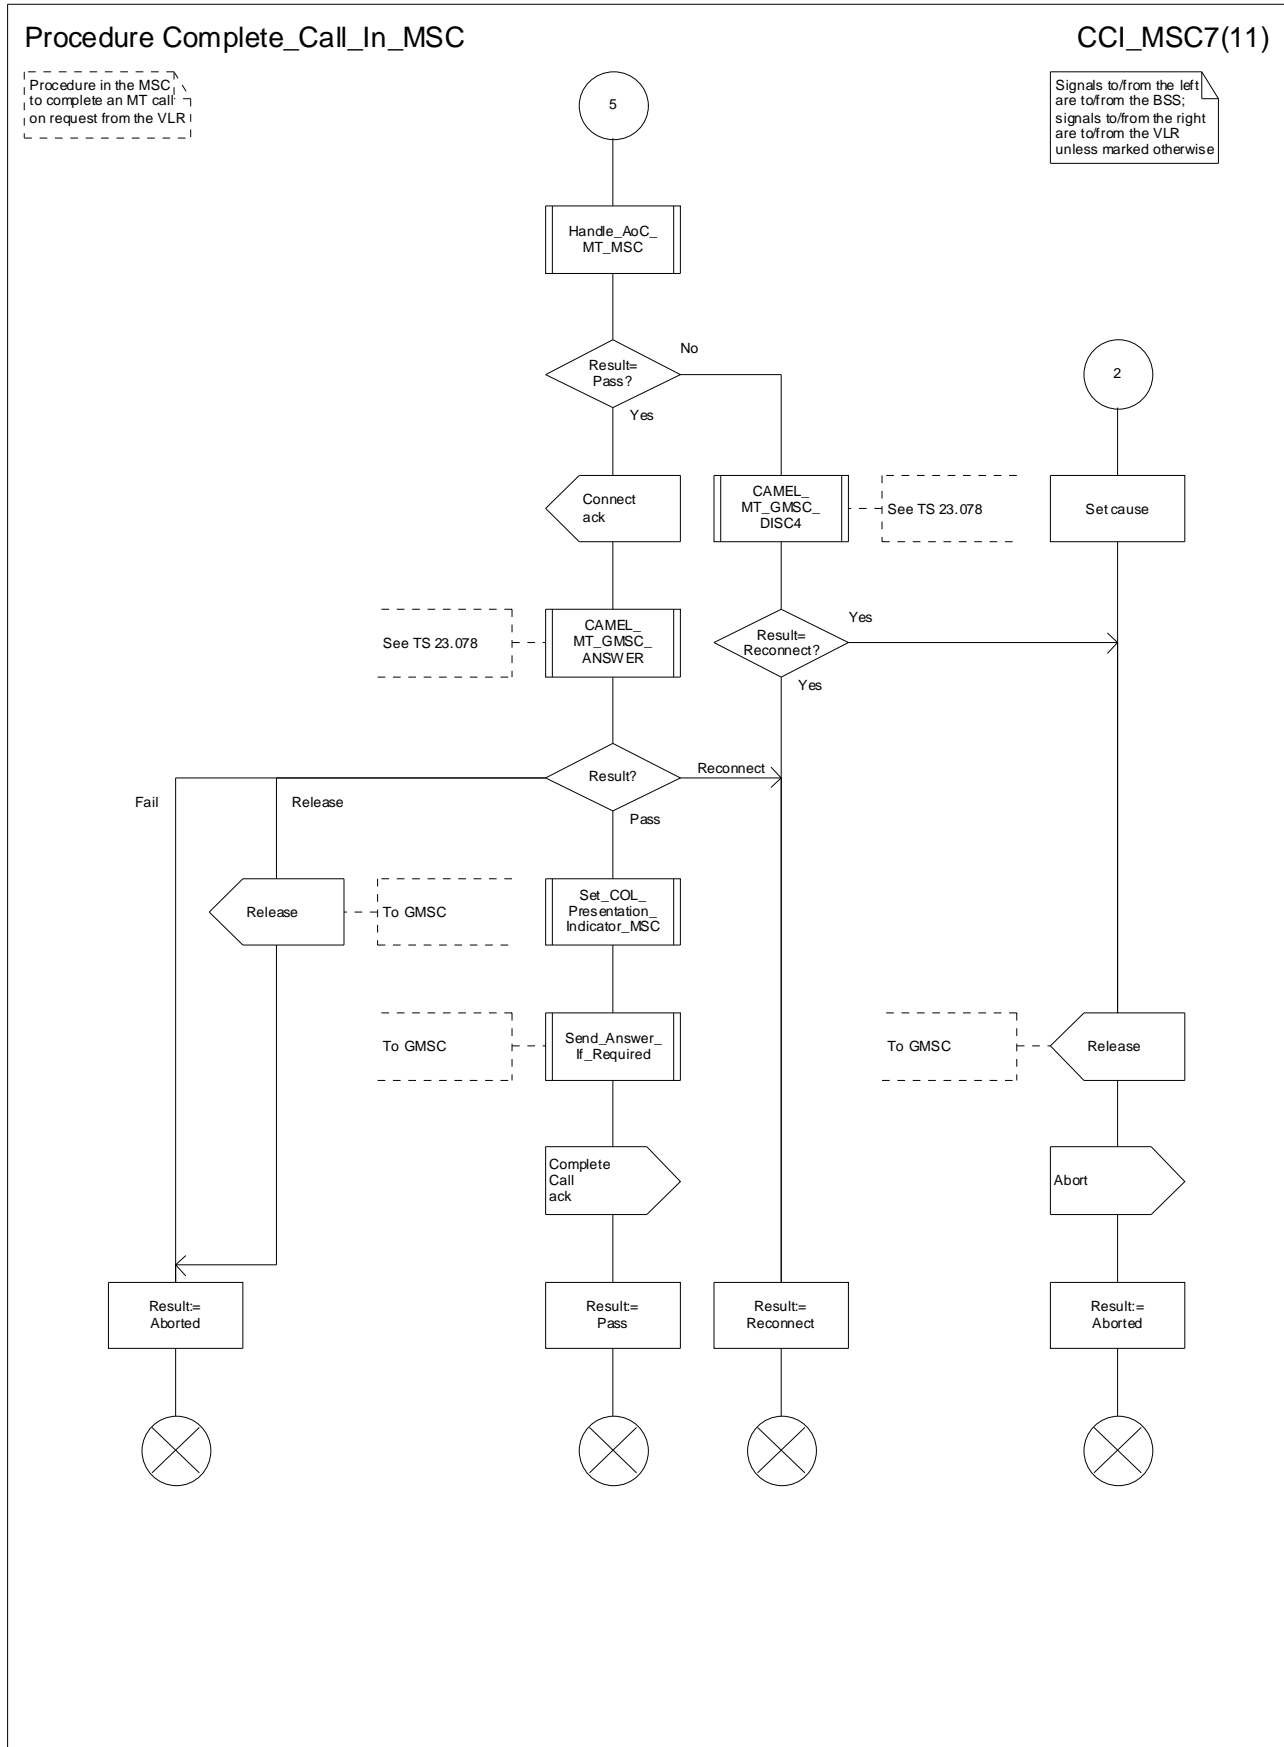 Procedure Complete_Call_In_MSC
CCI_MSC7(11)
Procedure in the MSC
to complete an MT call
on request from the VLR
5
Signals to/from the left
are to/from the BSS;
signals to/from the right
are to/from the VLR
unless marked otherwise
Handle_AoC_
MT_MSC
Result=
Pass?
No
Yes
2
Connect
ack
CAMEL_
MT_GMSC_
DISC4
See TS 23.078
Set cause
See TS 23.078
CAMEL_
MT_GMSC_
ANSWER
Result=
Reconnect?
Yes
Yes
Result?
Reconnect
Fail
Release
Pass
Release
To GMSC
Set_COL_
Presentation_
Indicator_MSC
To GMSC
Send_Answer_
If_Required
To GMSC
Release
Complete
Call
ack
Abort
Result:=
Aborted
Result:=
Pass
Result:=
Reconnect
Result:=
Aborted